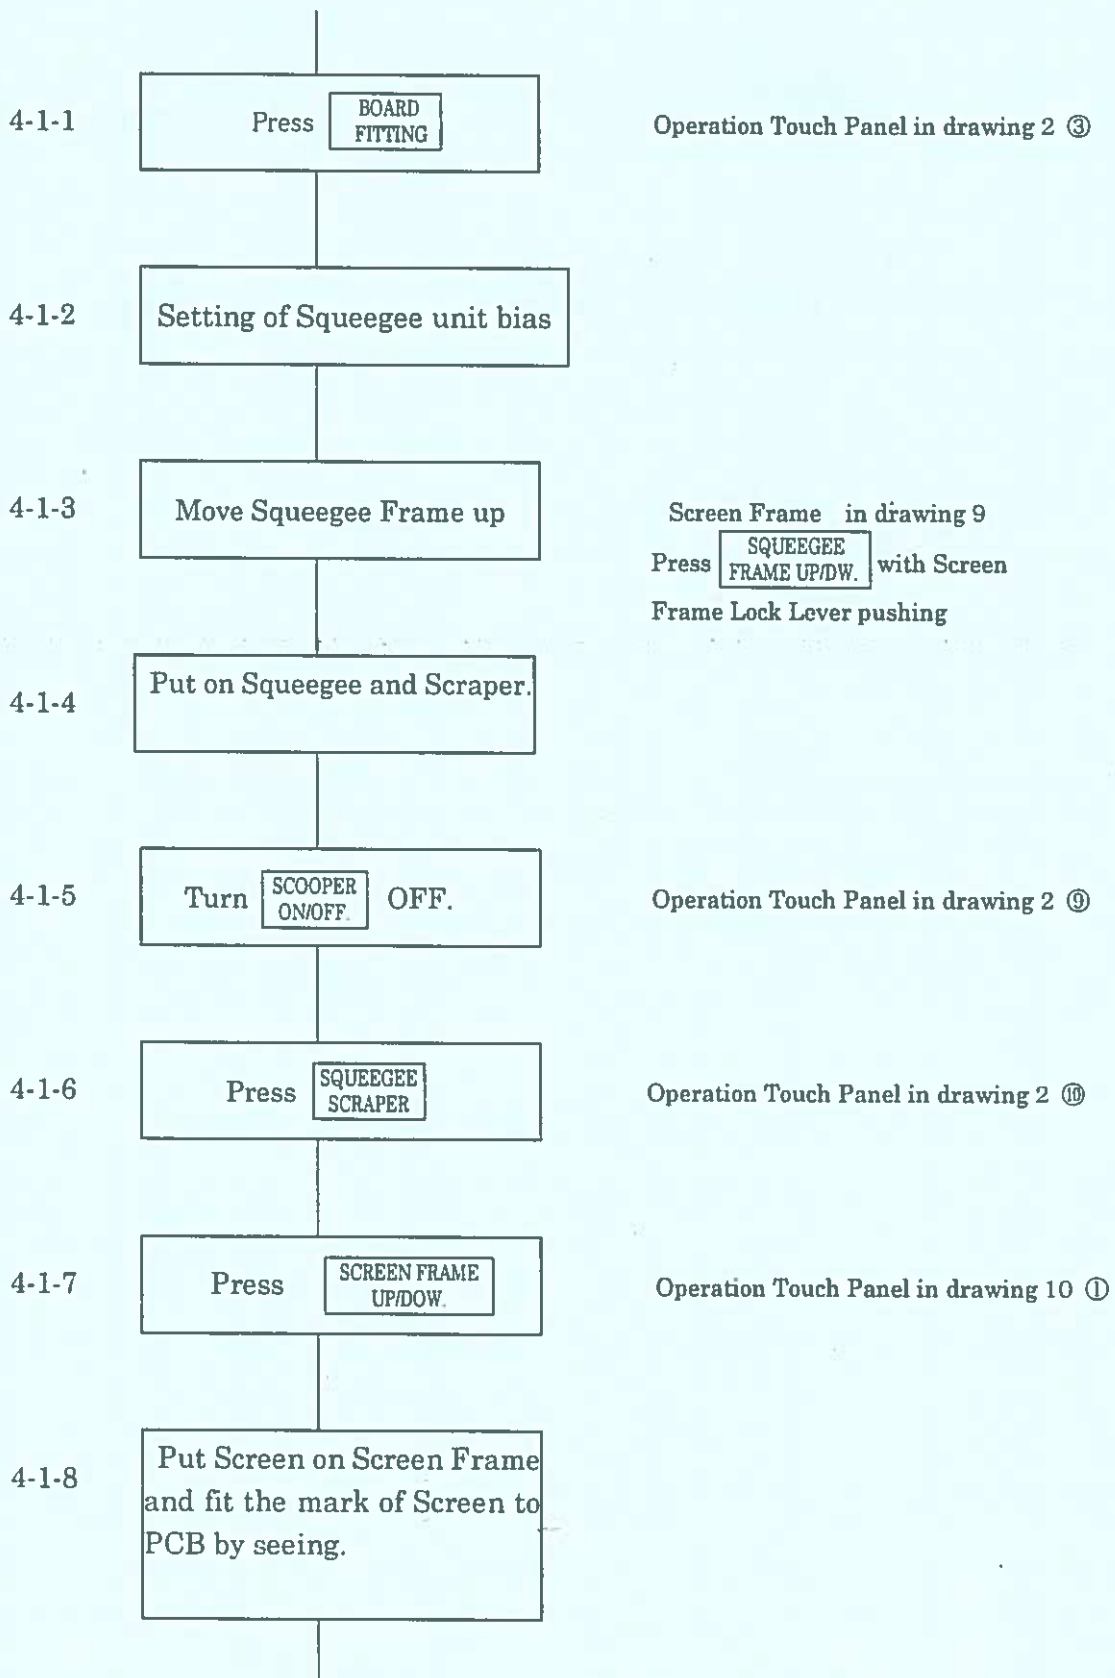 4-1-1
Press BOARD FITTING
Operation Touch Panel in drawing 2 ③
4-1-2
Setting of Squeegee unit bias
4-1-3
Move Squeegee Frame up
Screen Frame in drawing 9
Press SQUEEGEE FRAME UP/DW. with Screen
Frame Lock Lever pushing
4-1-4
Put on Squeegee and Scraper.
4-1-5
Turn SCOOPER ON/OFF. OFF.
Operation Touch Panel in drawing 2 ⑨
4-1-6
Press SQUEEGEE SCRAPER
Operation Touch Panel in drawing 2 ⑩
4-1-7
Press SCREEN FRAME UP/DOW.
Operation Touch Panel in drawing 10 ①
4-1-8
Put Screen on Screen Frame
and fit the mark of Screen to
PCB by seeing.